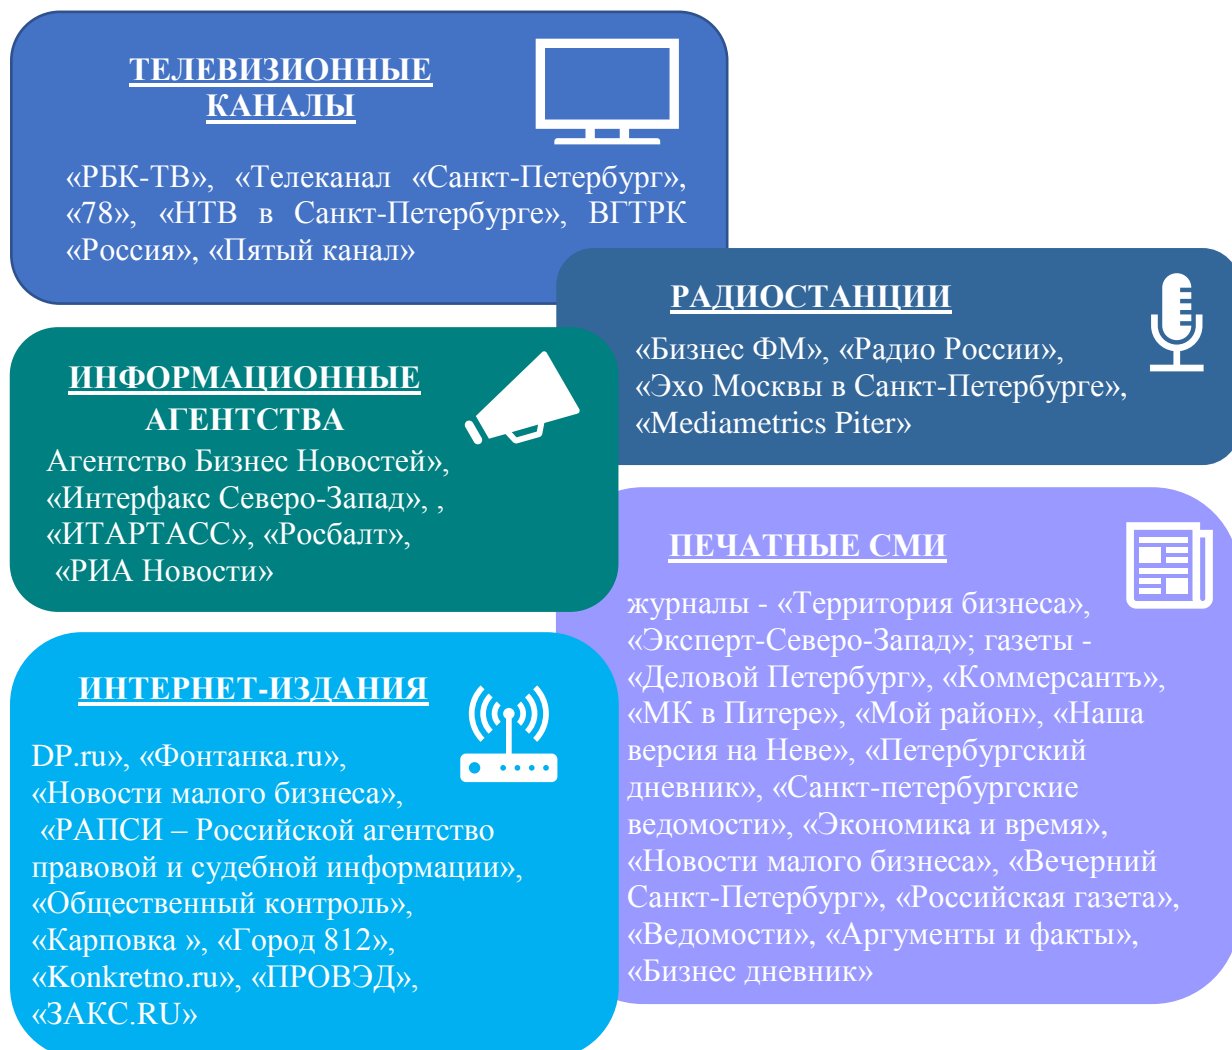 ТЕЛЕВИЗИОННЫЕ
КАНАЛЫ
«РБК-ТВ», «Телеканал «Санкт-Петербург»,
«78», «НТВ в Санкт-Петербурге», ВГТРК
«Россия», «Пятый канал»
РАДИОСТАНЦИИ
«Бизнес ФМ», «Радио России»,
«Эхо Москвы в Санкт-Петербурге»,
«Mediametrics Piter»
ИНФОРМАЦИОННЫЕ
АГЕНТСТВА
Агентство Бизнес Новостей»,
«Интерфакс Северо-Запад», ,
«ИТАРТАСС», «Росбалт»,
«РИА Новости»
ПЕЧАТНЫЕ СМИ
журналы - «Территория бизнеса»,
«Эксперт-Северо-Запад»; газеты -
«Деловой Петербург», «Коммерсантъ»,
«МК в Питере», «Мой район», «Наша
версия на Неве», «Петербургский
дневник», «Санкт-петербургские
ведомости», «Экономика и время»,
«Новости малого бизнеса», «Вечерний
Санкт-Петербург», «Российская газета»,
«Ведомости», «Аргументы и факты»,
«Бизнес дневник»
ИНТЕРНЕТ-ИЗДАНИЯ
DP.ru», «Фонтанка.ru»,
«Новости малого бизнеса»,
«РАПСИ – Российской агентство
правовой и судебной информации»,
«Общественный контроль»,
«Карповка », «Город 812»,
«Konkretno.ru», «ПРОВЭД»,
«ЗАКС.RU»